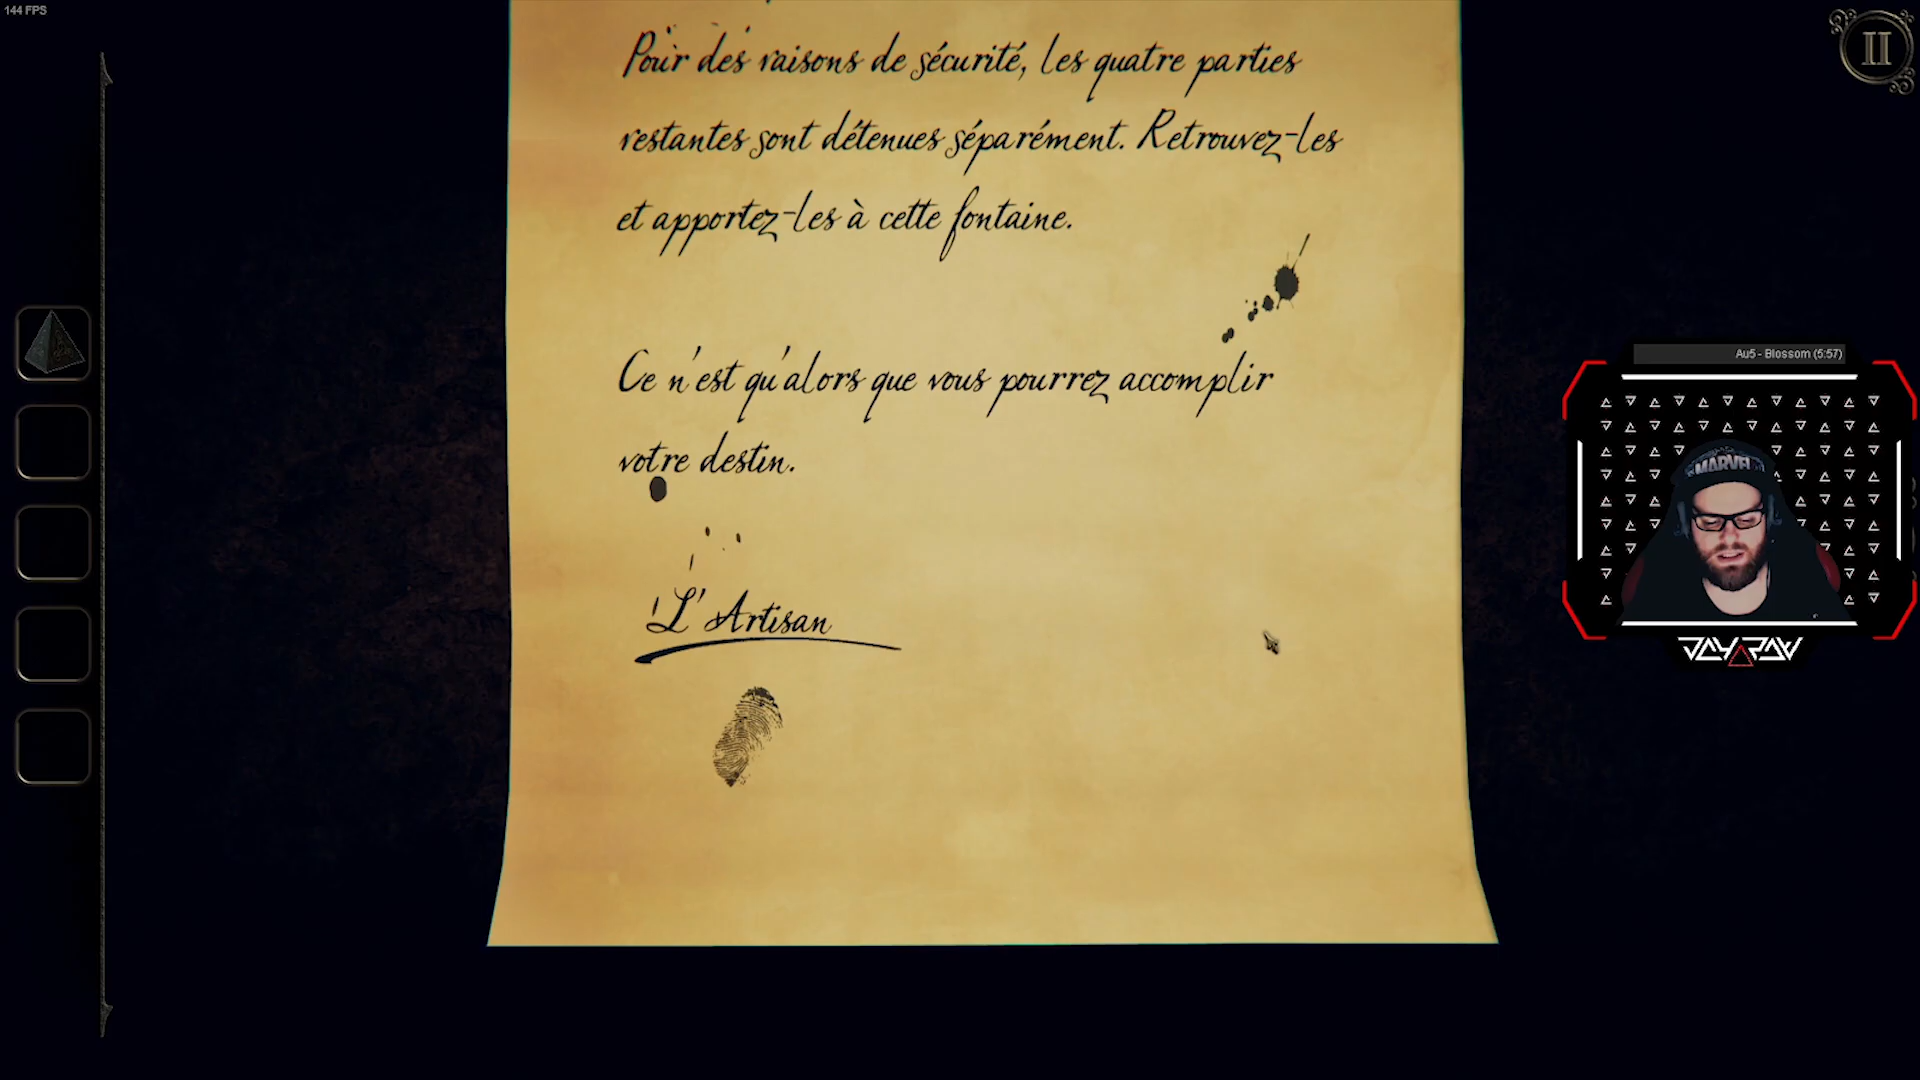 144 FPS
Pour des raisons de sécurité, les quatre parties
restantes sont détenues séparément. Retrouvez-les
et apportez-les à cette fontaine.
Au5 - Blossom (5:57)
Ce n'est qu'alors que vous pourrez accomplir
votre destin.
MARVEL
L'Artisan
JAYPAW